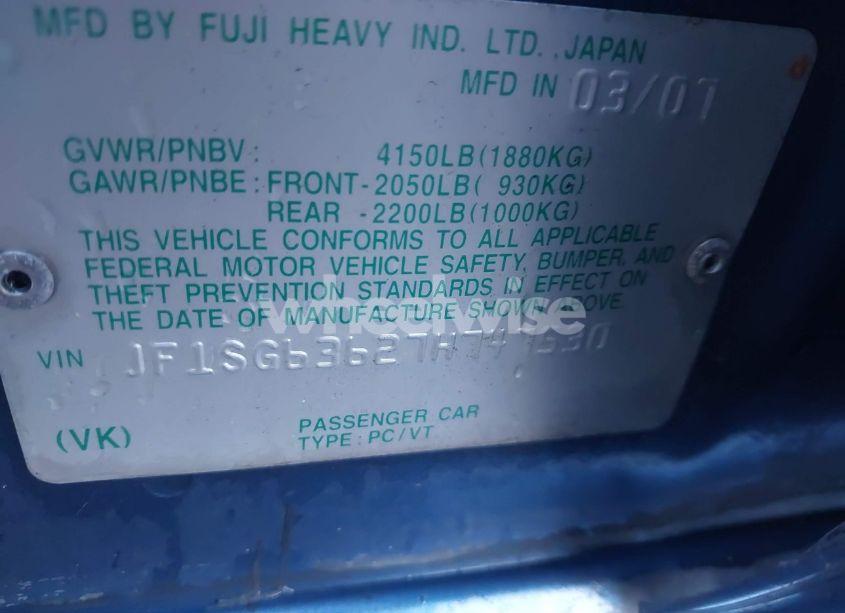 MFD BY FUJI HEAVY IND. LTD., JAPAN
MFD IN 03/07
GVWR/PNBV: 4150LB(1880KG)
GAWR/PNBE: FRONT-2050LB( 930KG)
REAR -2200LB(1000KG)
THIS VEHICLE CONFORMS TO ALL APPLICABLE
FEDERAL MOTOR VEHICLE SAFETY, BUMPER, AND
THEFT PREVENTION STANDARDS IN EFFECT ON
THE DATE OF MANUFACTURE SHOWN ABOVE.
wheelwise
VIN
(VK)
PASSENGER CAR
TYPE: PC/VT